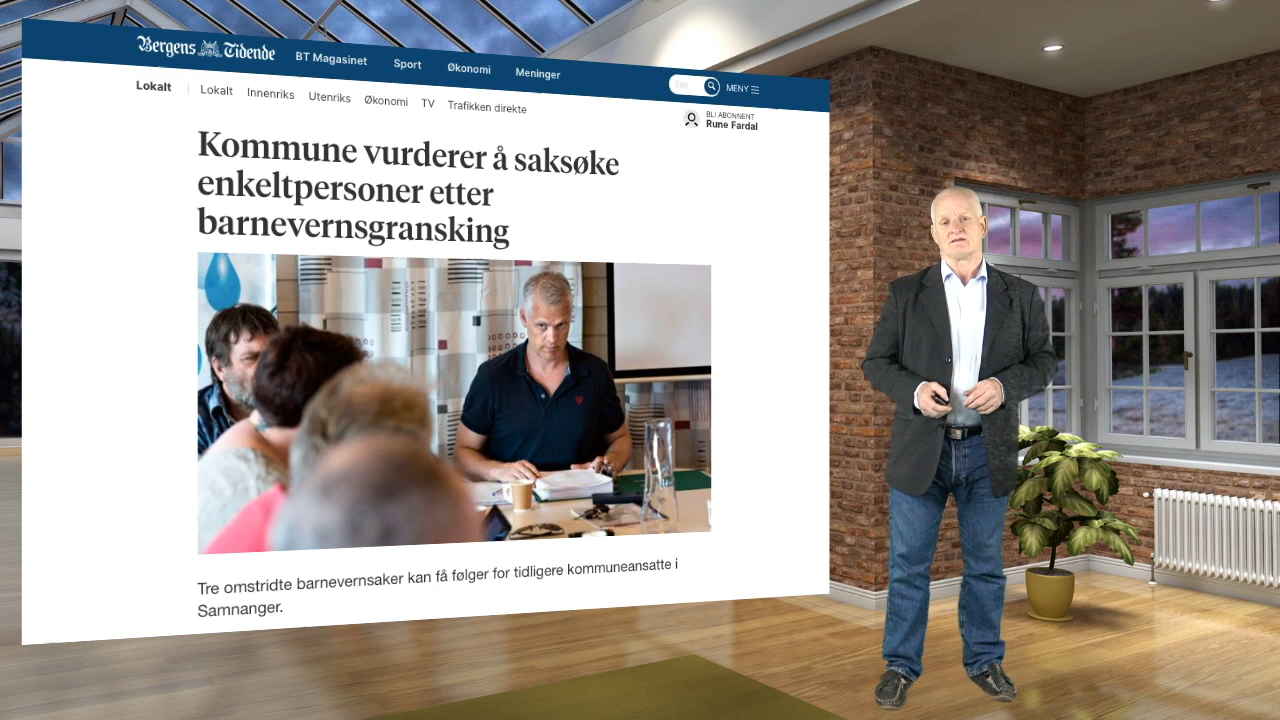 Bergens Tidende BT Magasinet Sport Økonomi Meninger Søk MENY
Lokalt Lokalt Innenriks Utenriks Økonomi TV Trafikken direkte
BLI ABONNENT
Rune Fardal
Kommune vurderer å saksøke
enkeltpersoner etter
barnevernsgransking
Tre omstridte barnevernsaker kan få følger for tidligere kommuneansatte i
Samnanger.